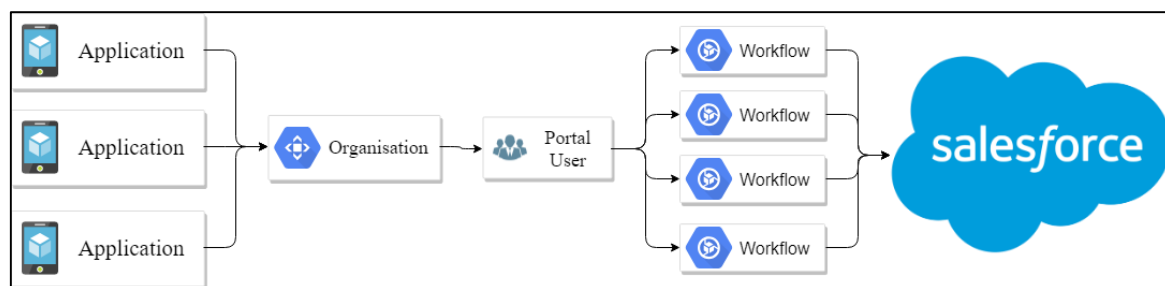 Application
Application
Application
Organisation
Portal
User
Workflow
Workflow
Workflow
Workflow
salesforce